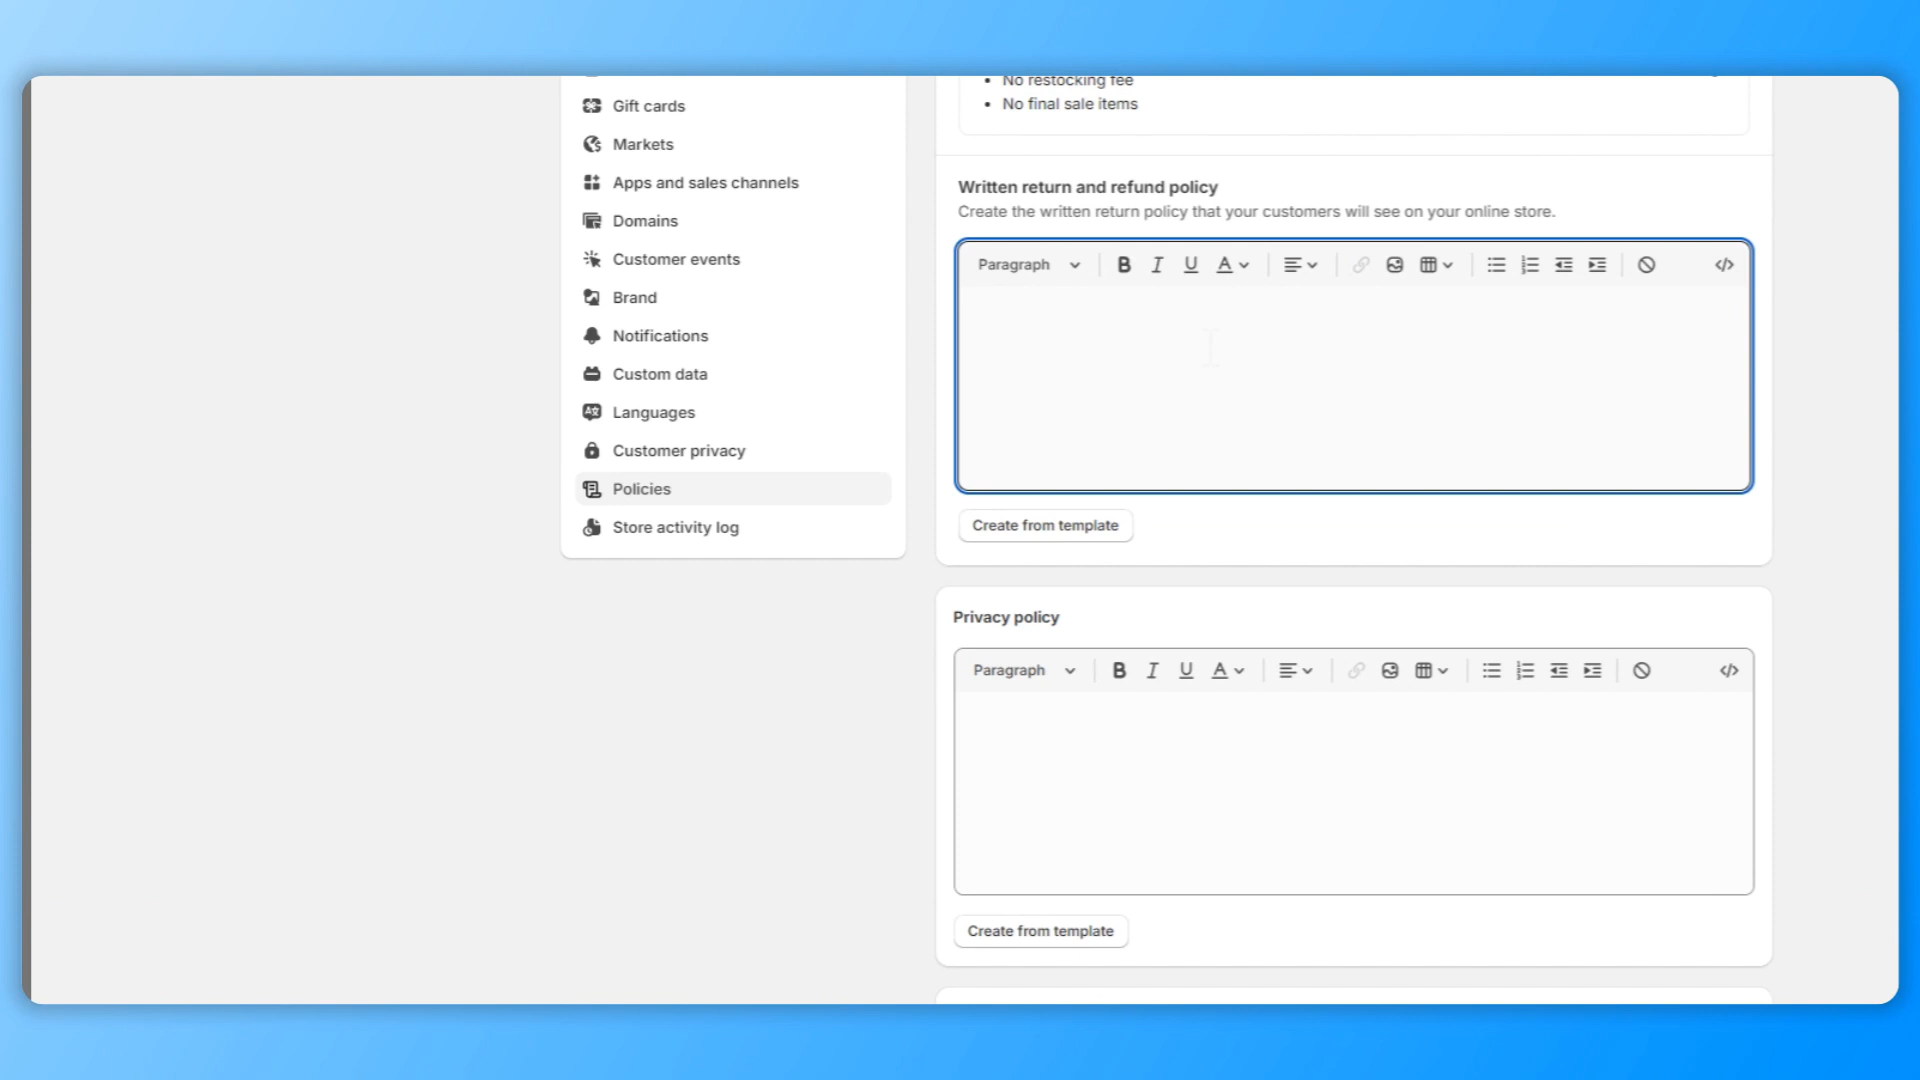 Gift cards
Markets
Apps and sales channels
Domains
Customer events
Brand
Notifications
Custom data
Languages
Customer privacy
Policies
Store activity log
No restocking fee
No final sale items
Written return and refund policy
Create the written return policy that your customers will see on your online store.
Paragraph B I U A
Create from template
Privacy policy
Paragraph B I U A
Create from template